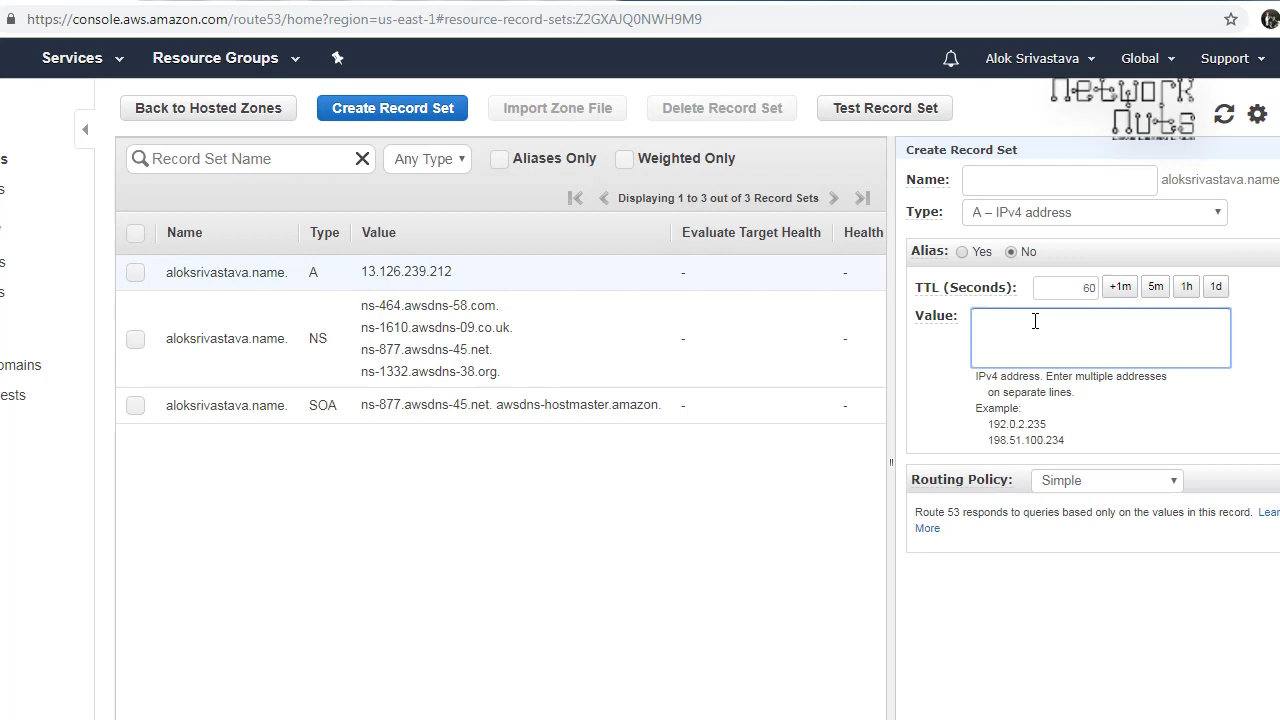 https://console.aws.amazon.com/route53/home?region=us-east-1#resource-record-sets:Z2GXAJQ0NWH9M9
Services Resource Groups Alok Srivastava Global Support
Network
Nuts
Back to Hosted Zones Create Record Set Import Zone File Delete Record Set Test Record Set
Record Set Name Any Type Aliases Only Weighted Only
Displaying 1 to 3 out of 3 Record Sets
Name Type Value Evaluate Target Health Health
aloksrivastava.name. A 13.126.239.212 - -
ns-464.awsdns-58.com.
ns-1610.awsdns-09.co.uk.
aloksrivastava.name. NS - -
ns-877.awsdns-45.net.
ns-1332.awsdns-38.org.
aloksrivastava.name. SOA ns-877.awsdns-45.net. awsdns-hostmaster.amazon. - -
s
s
s
s
omains
ests
Create Record Set
Name: aloksrivastava.name
Type: A – IPv4 address
Alias: Yes No
TTL (Seconds): 60 +1m 5m 1h 1d
Value:
IPv4 address. Enter multiple addresses
on separate lines.
Example:
192.0.2.235
198.51.100.234
Routing Policy: Simple
Route 53 responds to queries based only on the values in this record. Lear
More